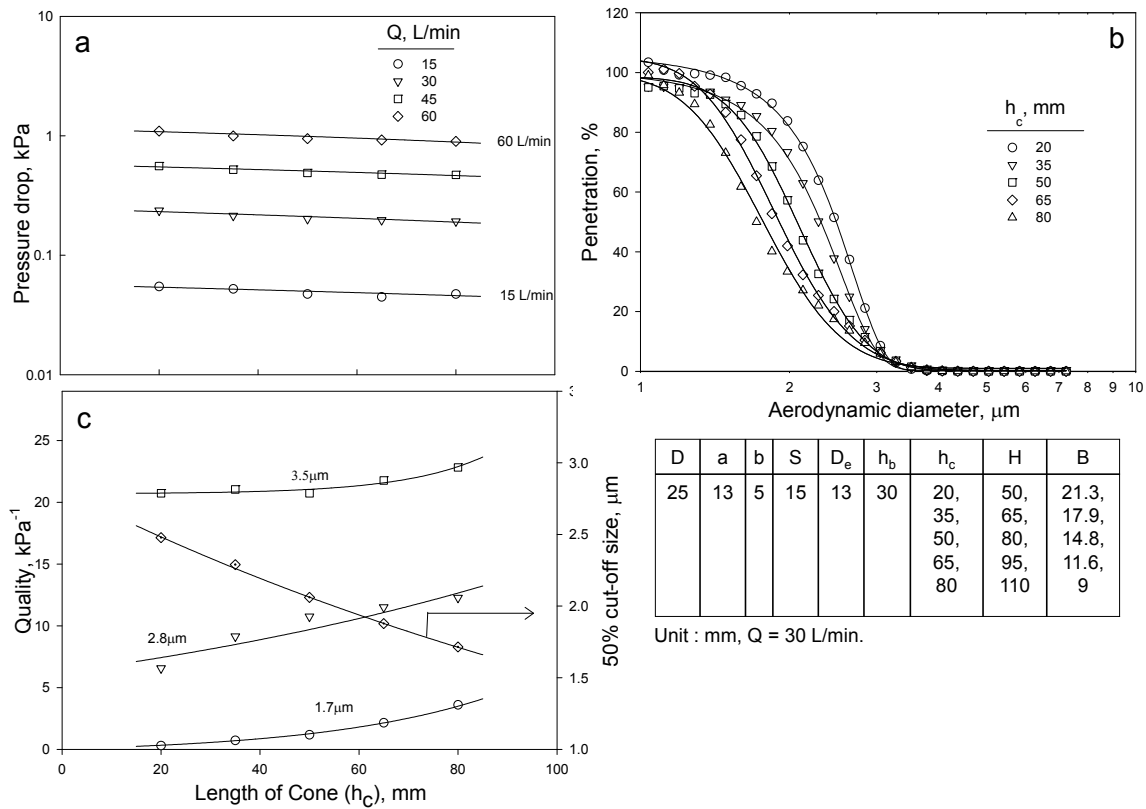 a
Q, L/min
15
30
45
60
60 L/min
15 L/min
10
1
0.1
0.01
Pressure drop, kPa
b
h_c, mm
20
35
50
65
80
120
100
80
60
40
20
0
Penetration, %
1 2 3 4 5 6 7 8 9 10
Aerodynamic diameter, μm
c
3.5μm
2.8μm
1.7μm
25
20
15
10
5
0
Quality, kPa⁻¹
3
3.0
2.5
2.0
1.5
1.0
50% cut-off size, μm
0 20 40 60 80 100
Length of Cone (h_C), mm
D a b S D_e h_b h_c H B
25 13 5 15 13 30 20, 50, 21.3,
35, 65, 17.9,
50, 80, 14.8,
65, 95, 11.6,
80 110 9
Unit : mm, Q = 30 L/min.